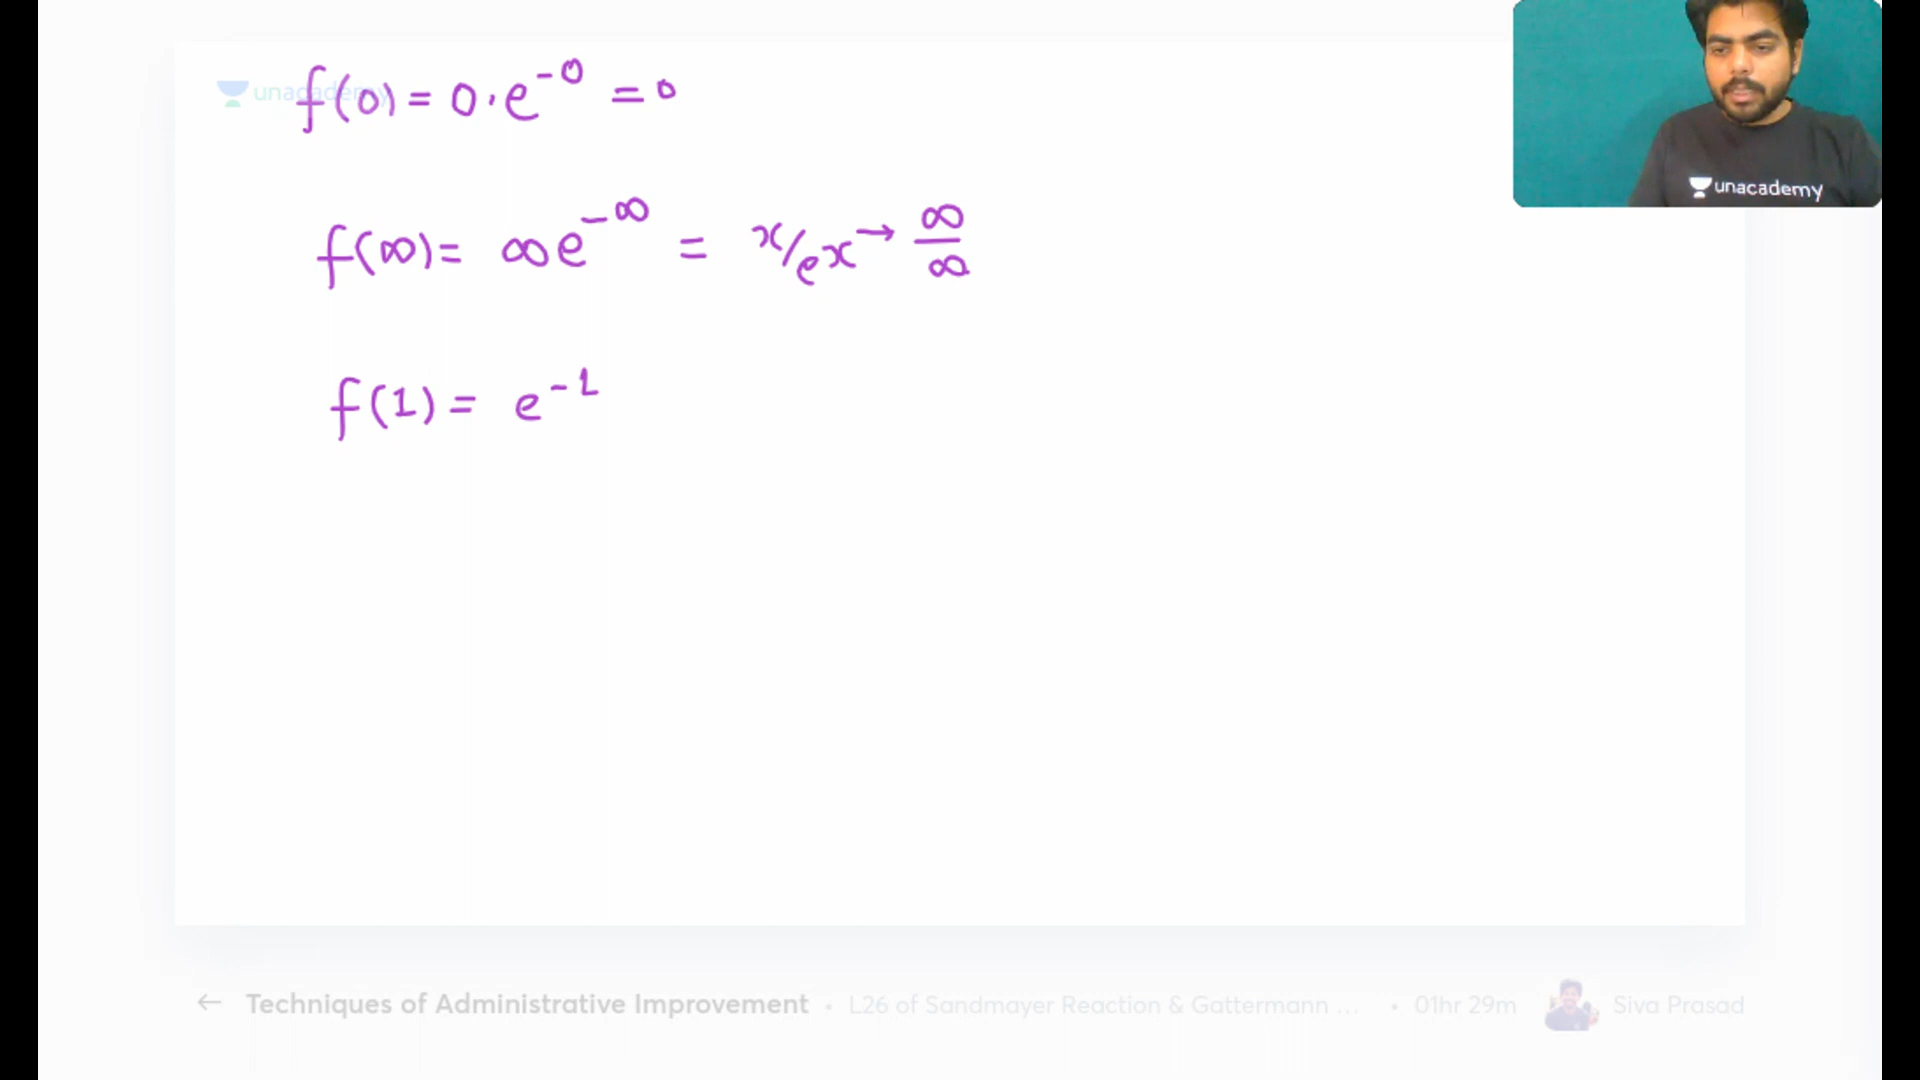 unacademy
f(0) = 0 · e^{-0} = 0
f(∞) = ∞e^{-∞} = x/e^x → ∞/∞
f(1) = e^{-1}
unacademy
← Techniques of Administrative Improvement • L26 of Sandmayer Reaction & Gattermann ... • 01hr 29m Siva Prasad